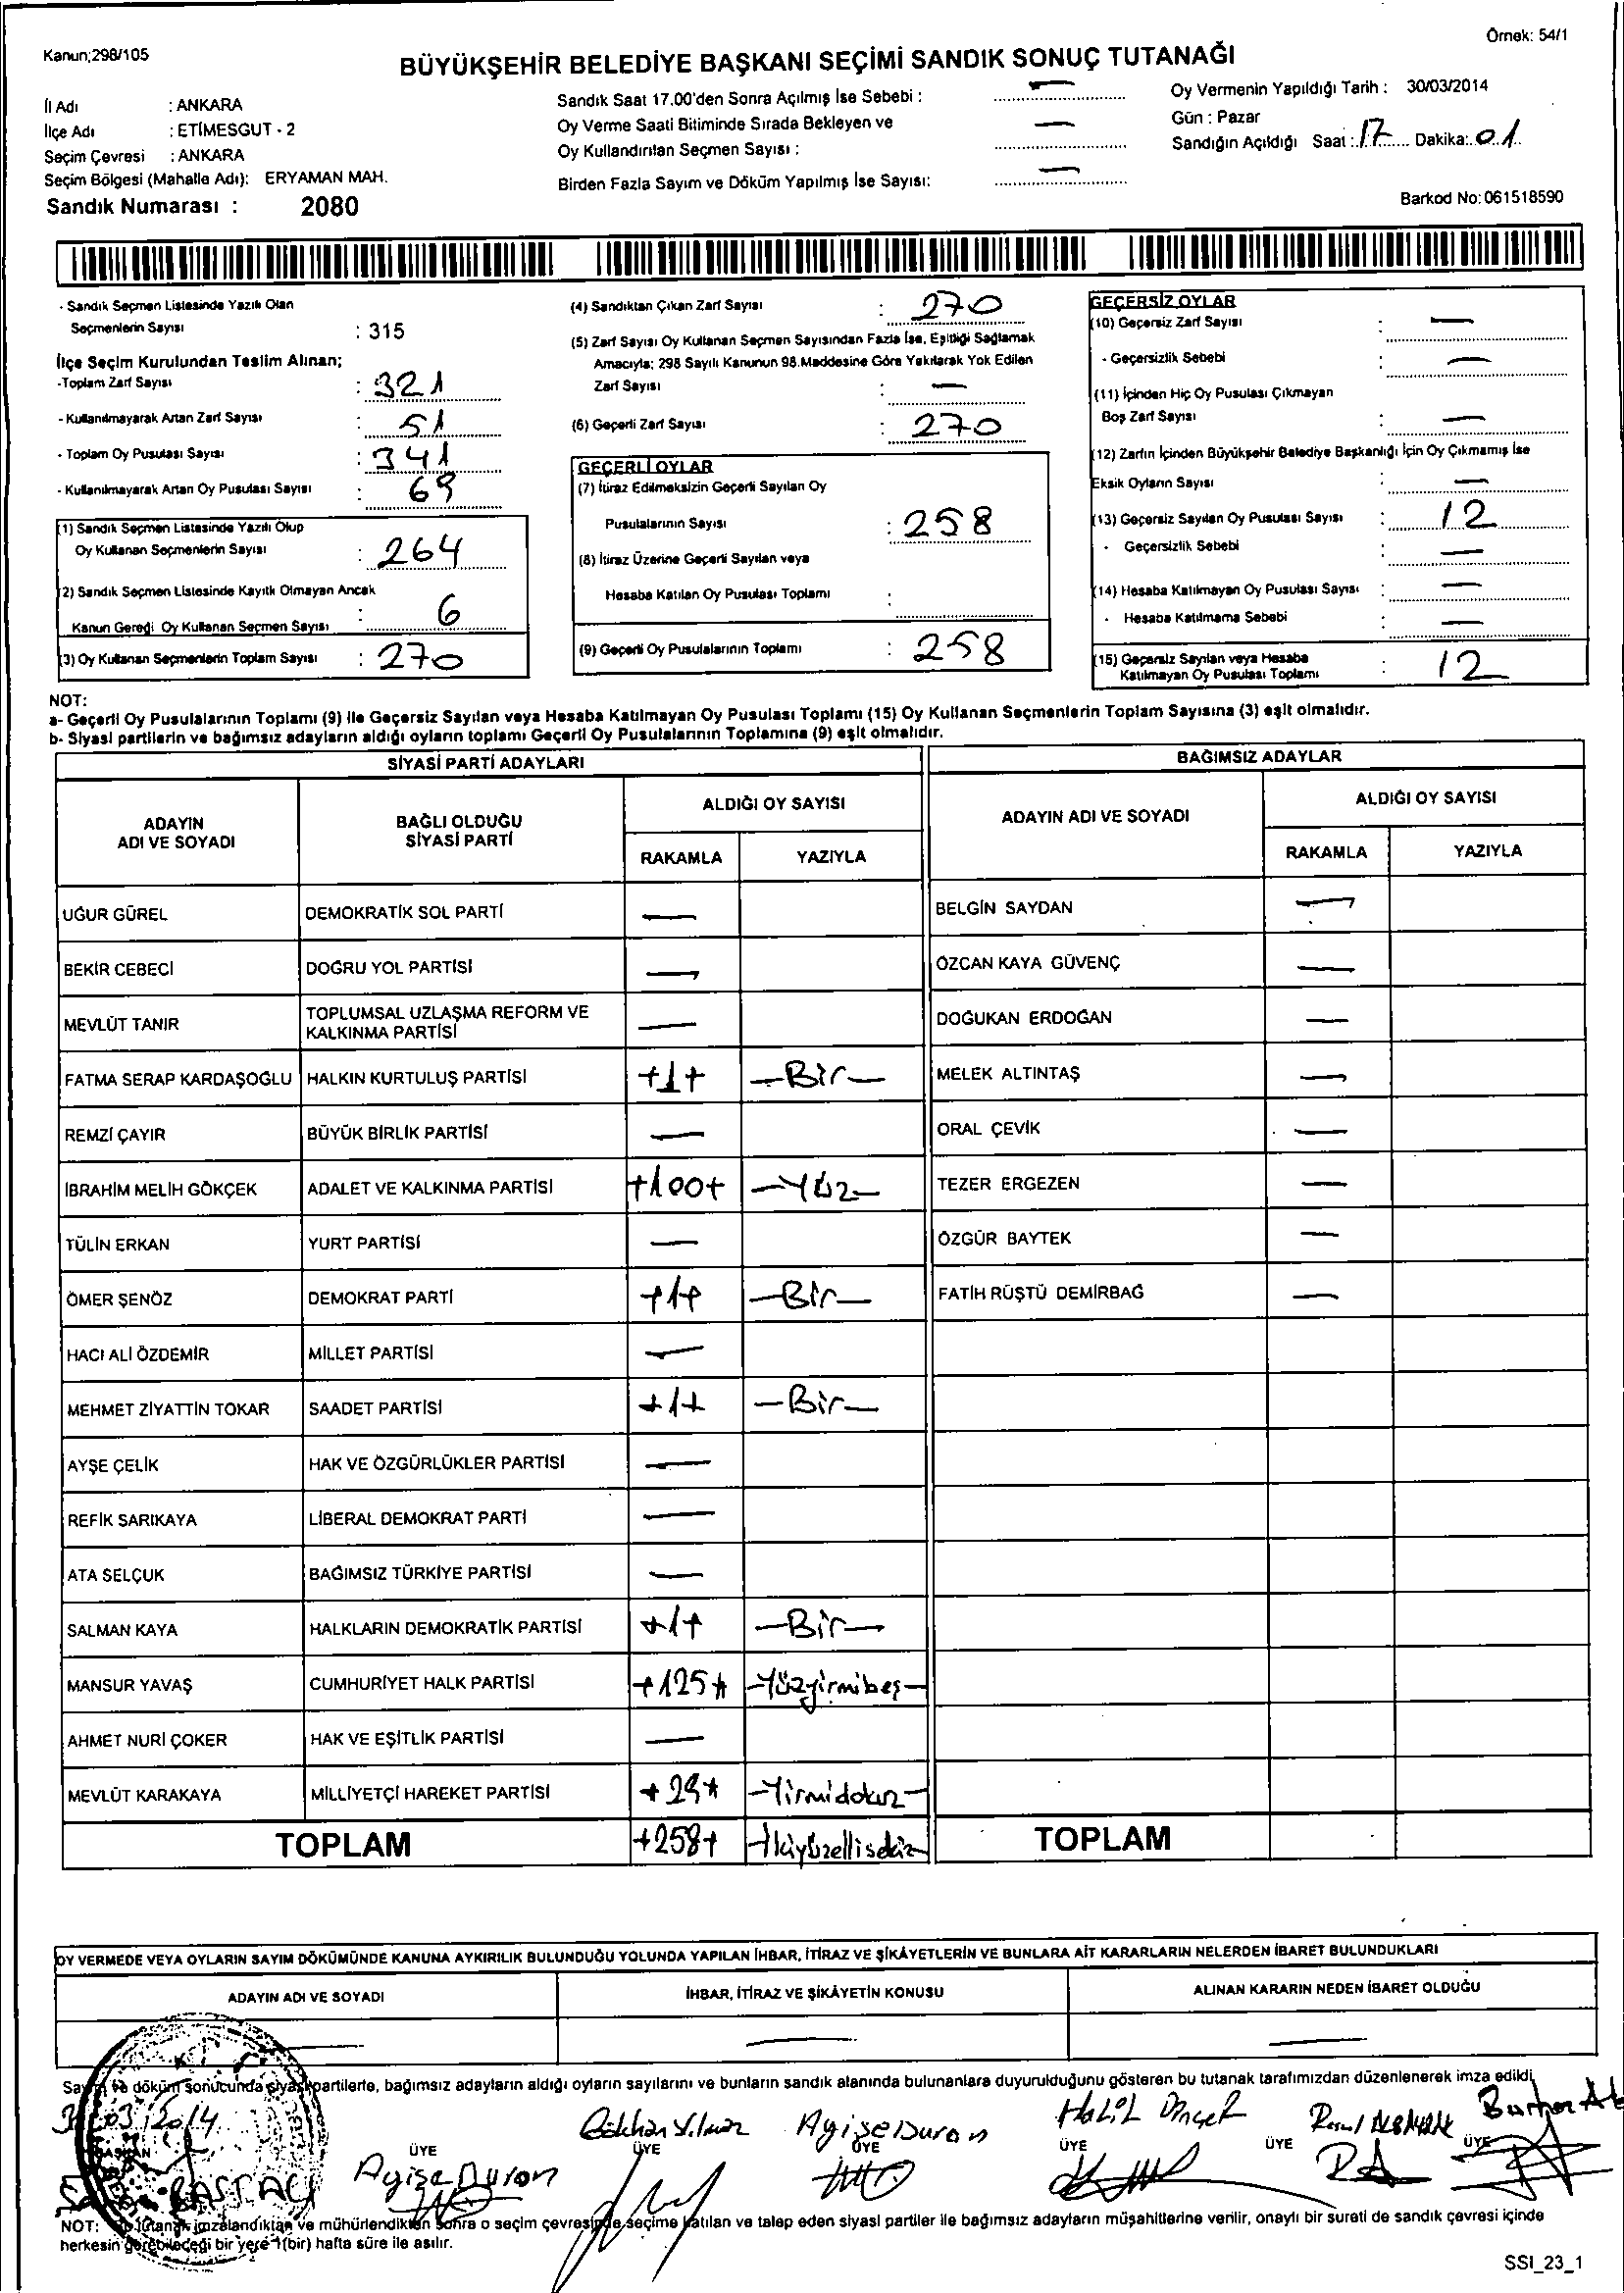 Kanun;298/105
Örnek: 54/1
BÜYÜKŞEHİR BELEDİYE BAŞKANI SEÇİMİ SANDIK SONUÇ TUTANAĞI
İl Adı : ANKARA
İlçe Adı : ETİMESGUT - 2
Seçim Çevresi : ANKARA
Seçim Bölgesi (Mahalle Adı): ERYAMAN MAH.
Sandık Numarası : 2080
Sandık Saat 17.00'den Sonra Açılmış İse Sebebi : —
Oy Verme Saati Bitiminde Sırada Bekleyen ve
Oy Kullandırılan Seçmen Sayısı : —
Birden Fazla Sayım ve Döküm Yapılmış İse Sayısı: —
Oy Vermenin Yapıldığı Tarih : 30/03/2014
Gün : Pazar
Sandığın Açıldığı Saat : 17 Dakika: 01
Barkod No: 061518590
- Sandık Seçmen Listesinde Yazılı Olan
Seçmenlerin Sayısı : 315
İlçe Seçim Kurulundan Teslim Alınan;
-Toplam Zarf Sayısı : 321
- Kullanılmayarak Artan Zarf Sayısı : 51
- Toplam Oy Pusulası Sayısı : 341
- Kullanılmayarak Artan Oy Pusulası Sayısı : 69
(1) Sandık Seçmen Listesinde Yazılı Olup
Oy Kullanan Seçmenlerin Sayısı : 264
2) Sandık Seçmen Listesinde Kayıtlı Olmayan Ancak
Kanun Gereği Oy Kullanan Seçmen Sayısı : 6
(3) Oy Kullanan Seçmenlerin Toplam Sayısı : 270
(4) Sandıktan Çıkan Zarf Sayısı : 270
(5) Zarf Sayısı Oy Kullanan Seçmen Sayısından Fazla İse, Eşitliği Sağlamak
Amacıyla; 298 Sayılı Kanunun 98.Maddesine Göre Yakılarak Yok Edilen
Zarf Sayısı : —
(6) Geçerli Zarf Sayısı : 270
GEÇERLİ OYLAR
(7) İtiraz Edilmeksizin Geçerli Sayılan Oy
Pusulalarının Sayısı : 258
(8) İtiraz Üzerine Geçerli Sayılan veya
Hesaba Katılan Oy Pusulası Toplamı :
(9) Geçerli Oy Pusulalarının Toplamı : 258
GEÇERSİZ OYLAR
(10) Geçersiz Zarf Sayısı : —
- Geçersizlik Sebebi : —
(11) İçinden Hiç Oy Pusulası Çıkmayan
Boş Zarf Sayısı : —
(12) Zarfın İçinden Büyükşehir Belediye Başkanlığı İçin Oy Çıkmamış İse
Eksik Oyların Sayısı : —
(13) Geçersiz Sayılan Oy Pusulası Sayısı : 12
- Geçersizlik Sebebi : —
(14) Hesaba Katılmayan Oy Pusulası Sayısı : —
- Hesaba Katılmama Sebebi : —
(15) Geçersiz Sayılan veya Hesaba
Katılmayan Oy Pusulası Toplamı : 12
NOT:
a- Geçerli Oy Pusulalarının Toplamı (9) ile Geçersiz Sayılan veya Hesaba Katılmayan Oy Pusulası Toplamı (15) Oy Kullanan Seçmenlerin Toplam Sayısına (3) eşit olmalıdır.
b- Siyasi partilerin ve bağımsız adayların aldığı oyların toplamı Geçerli Oy Pusulalarının Toplamına (9) eşit olmalıdır.
SİYASİ PARTİ ADAYLARI
BAĞIMSIZ ADAYLAR
ADAYIN ADI VE SOYADI
BAĞLI OLDUĞU SİYASİ PARTİ
ALDIĞI OY SAYISI
RAKAMLA YAZIYLA
ADAYIN ADI VE SOYADI
ALDIĞI OY SAYISI
RAKAMLA YAZIYLA
UĞUR GÜREL DEMOKRATİK SOL PARTİ — BELGİN SAYDAN —
BEKİR CEBECİ DOĞRU YOL PARTİSİ — ÖZCAN KAYA GÜVENÇ —
MEVLÜT TANIR TOPLUMSAL UZLAŞMA REFORM VE KALKINMA PARTİSİ — DOĞUKAN ERDOĞAN —
FATMA SERAP KARDAŞOĞLU HALKIN KURTULUŞ PARTİSİ +1+ —Bir— MELEK ALTINTAŞ —
REMZİ ÇAYIR BÜYÜK BİRLİK PARTİSİ — ORAL ÇEVİK —
İBRAHİM MELİH GÖKÇEK ADALET VE KALKINMA PARTİSİ +100+ —Yüz— TEZER ERGEZEN —
TÜLİN ERKAN YURT PARTİSİ — ÖZGÜR BAYTEK —
ÖMER ŞENÖZ DEMOKRAT PARTİ +1+ —Bir— FATİH RÜŞTÜ DEMİRBAĞ —
HACI ALİ ÖZDEMİR MİLLET PARTİSİ —
MEHMET ZİYATTİN TOKAR SAADET PARTİSİ +1+ —Bir—
AYŞE ÇELİK HAK VE ÖZGÜRLÜKLER PARTİSİ —
REFİK SARIKAYA LİBERAL DEMOKRAT PARTİ —
ATA SELÇUK BAĞIMSIZ TÜRKİYE PARTİSİ —
SALMAN KAYA HALKLARIN DEMOKRATİK PARTİSİ +1+ —Bir—
MANSUR YAVAŞ CUMHURİYET HALK PARTİSİ +125+ —Yüzyirmibeş—
AHMET NURİ ÇOKER HAK VE EŞİTLİK PARTİSİ —
MEVLÜT KARAKAYA MİLLİYETÇİ HAREKET PARTİSİ +29+ —Yirmidokuz—
TOPLAM +258+ —İkiyüzellisekiz— TOPLAM
OY VERMEDE VEYA OYLARIN SAYIM DÖKÜMÜNDE KANUNA AYKIRILIK BULUNDUĞU YOLUNDA YAPILAN İHBAR, İTİRAZ VE ŞİKÂYETLERİN VE BUNLARA AİT KARARLARIN NELERDEN İBARET BULUNDUKLARI
ADAYIN ADI VE SOYADI İHBAR, İTİRAZ VE ŞİKÂYETİN KONUSU ALINAN KARARIN NEDEN İBARET OLDUĞU
— — —
Sayım ve döküm sonucunda siyasi partilerle, bağımsız adayların aldığı oyların sayılarını ve bunların sandık alanında bulunanlara duyurulduğunu gösteren bu tutanak tarafımızdan düzenlenerek imza edildi.
03/2014
Gökhan Yılmaz Ayişe Duran Halil
BAŞKAN ÜYE ÜYE ÜYE ÜYE ÜYE ÜYE
Ayişe Duran
NOT: Bu tutanak imzalandıktan ve mühürlendikten sonra o seçim çevresinde seçime katılan ve talep eden siyasi partiler ile bağımsız adayların müşahitlerine verilir, onaylı bir sureti de sandık çevresi içinde
herkesin görebileceği bir yere 1(bir) hafta süre ile asılır.
SSI_23_1